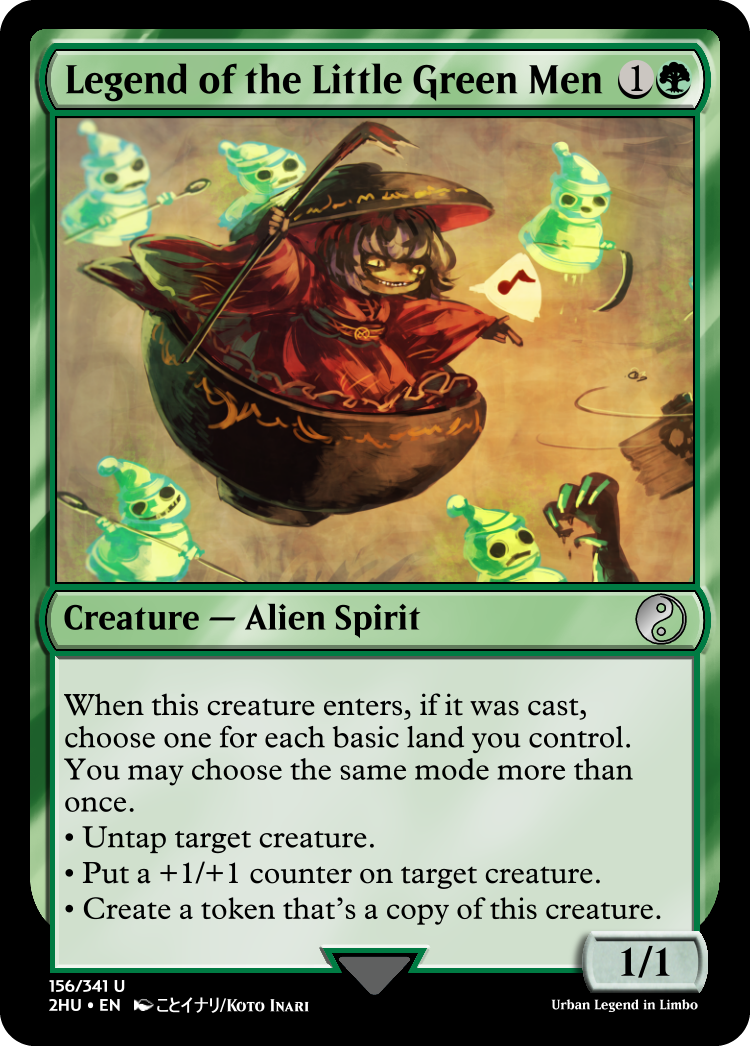 Legend of the Little Green Men 1
Creature — Alien Spirit
When this creature enters, if it was cast,
choose one for each basic land you control.
You may choose the same mode more than
once.
• Untap target creature.
• Put a +1/+1 counter on target creature.
• Create a token that's a copy of this creature.
1/1
156/341 U
2HU • EN ことイナリ/Koto Inari
Urban Legend in Limbo